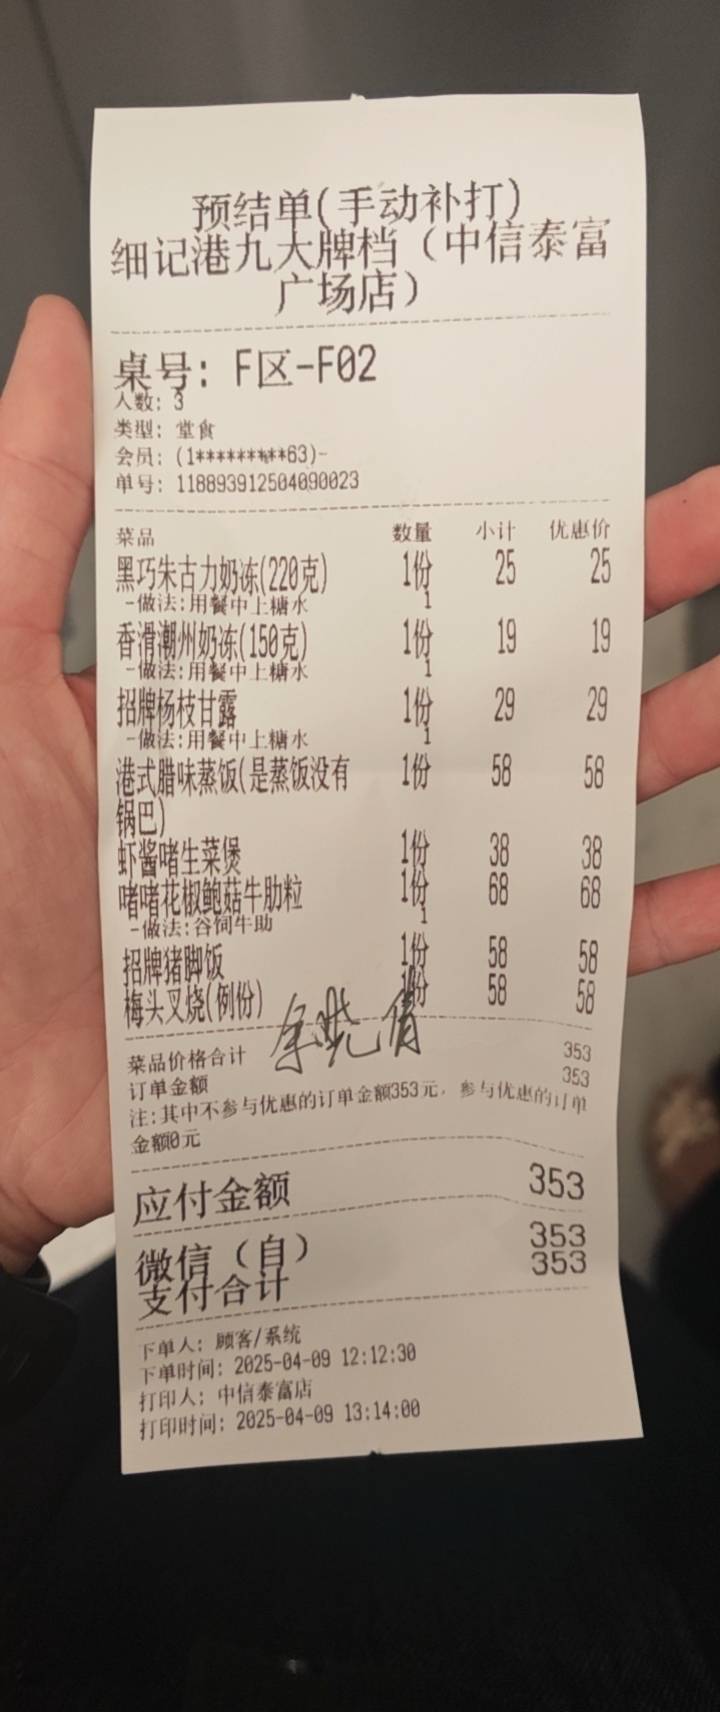 预结单(手动补打)
细记港九大牌档（中信泰富
广场店）
桌号: F区-F02
人数: 3
类型: 堂食
会员: (1*********63)-
单号: 118893912504090023
菜品 数量 小计 优惠价
黑巧朱古力奶冻(220克) 1份 25 25
-做法:用餐中上糖水 1
香滑潮州奶冻(150克) 1份 19 19
-做法:用餐中上糖水 1
招牌杨枝甘露 1份 29 29
-做法:用餐中上糖水 1
港式腊味蒸饭(是蒸饭没有 1份 58 58
锅巴)
虾酱啫生菜煲 1份 38 38
啫啫花椒鲍菇牛肋粒 1份 68 68
-做法:谷饲牛肋 1
招牌猪脚饭 1份 58 58
梅头叉烧(例份) 1份 58 58
余晓倩
菜品价格合计 353
订单金额 353
注:其中不参与优惠的订单金额353元，参与优惠的订单
金额0元
应付金额 353
微信（自） 353
支付合计 353
下单人: 顾客/系统
下单时间: 2025-04-09 12:12:30
打印人: 中信泰富店
打印时间: 2025-04-09 13:14:00